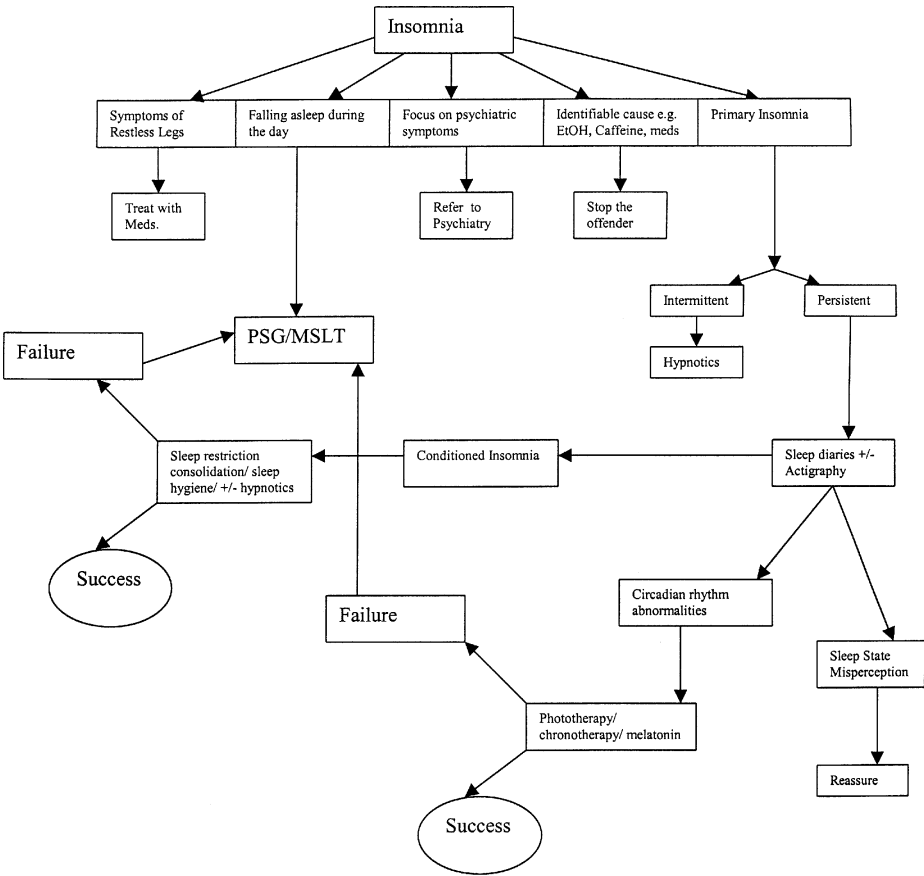 Insomnia
Symptoms of
Restless Legs
Falling asleep during
the day
Focus on psychiatric
symptoms
Identifiable cause e.g.
EtOH, Caffeine, meds
Primary Insomnia
Treat with
Meds.
Refer to
Psychiatry
Stop the
offender
Intermittent
Persistent
PSG/MSLT
Failure
Hypnotics
Sleep restriction
consolidation/ sleep
hygiene/ +/- hypnotics
Conditioned Insomnia
Sleep diaries +/-
Actigraphy
Success
Failure
Circadian rhythm
abnormalities
Sleep State
Misperception
Phototherapy/
chronotherapy/ melatonin
Reassure
Success